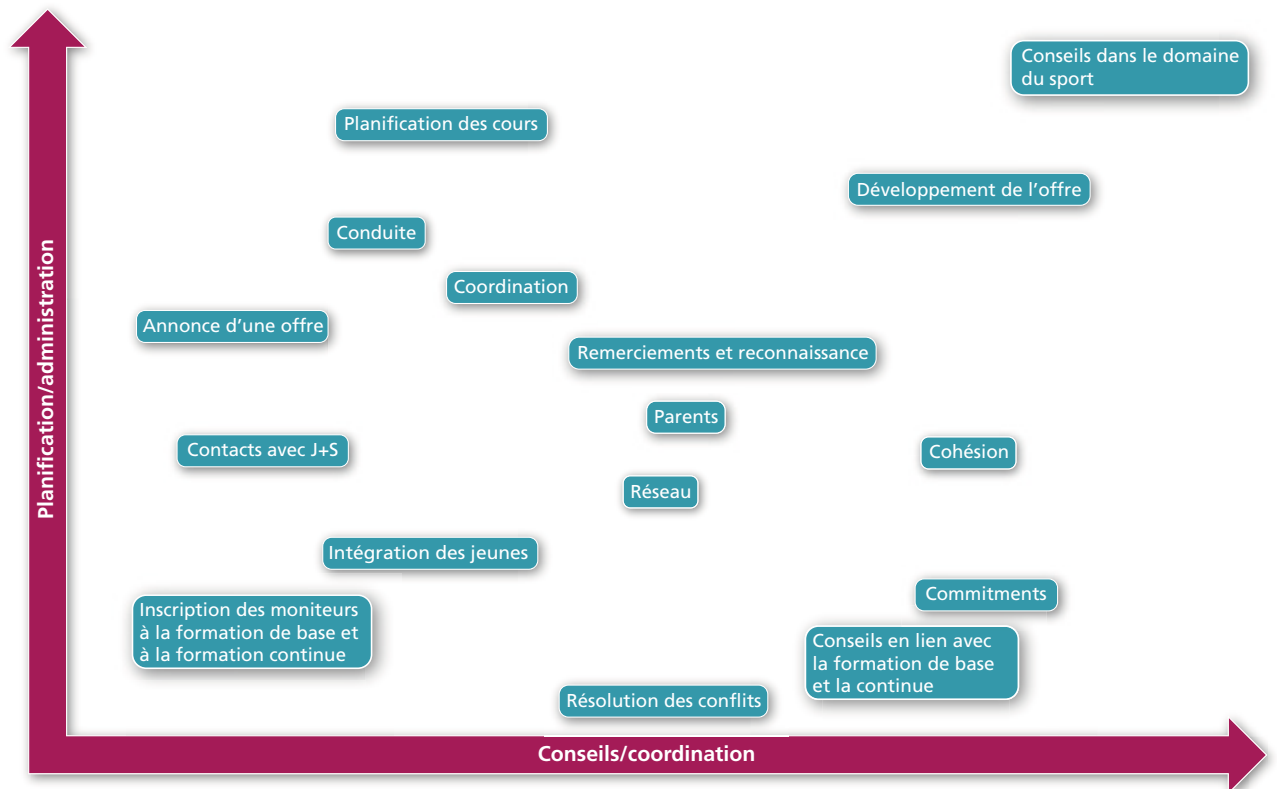 Conseils dans le domaine
du sport
Planification des cours
Développement de l’offre
Conduite
Coordination
Annonce d’une offre
Remerciements et reconnaissance
Parents
Contacts avec J+S
Cohésion
Réseau
Intégration des jeunes
Commitments
Inscription des moniteurs
à la formation de base et
à la formation continue
Conseils en lien avec
la formation de base
et la continue
Résolution des conflits
Planification/administration
Conseils/coordination